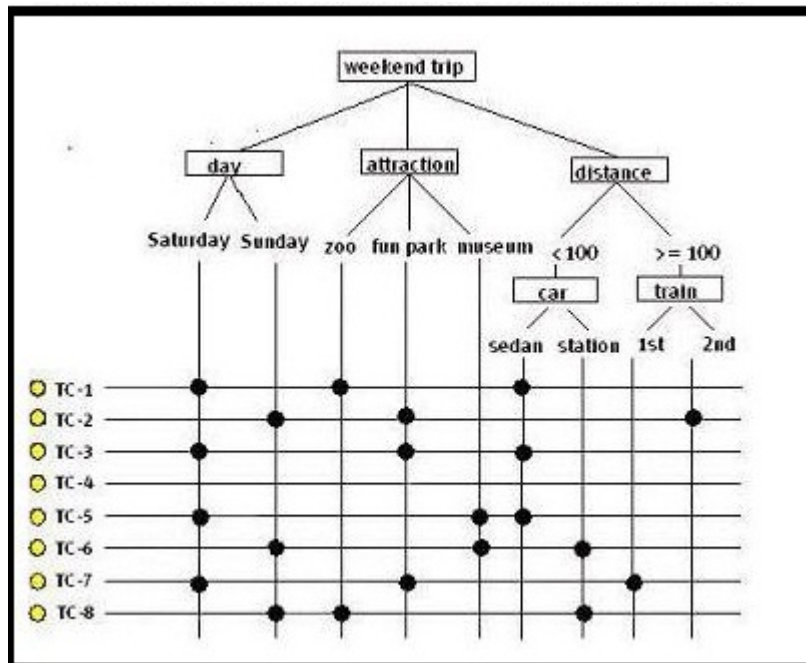 weekend trip
day attraction distance
Saturday Sunday zoo fun park museum < 100 >= 100
car train
sedan station 1st 2nd
TC-1
TC-2
TC-3
TC-4
TC-5
TC-6
TC-7
TC-8